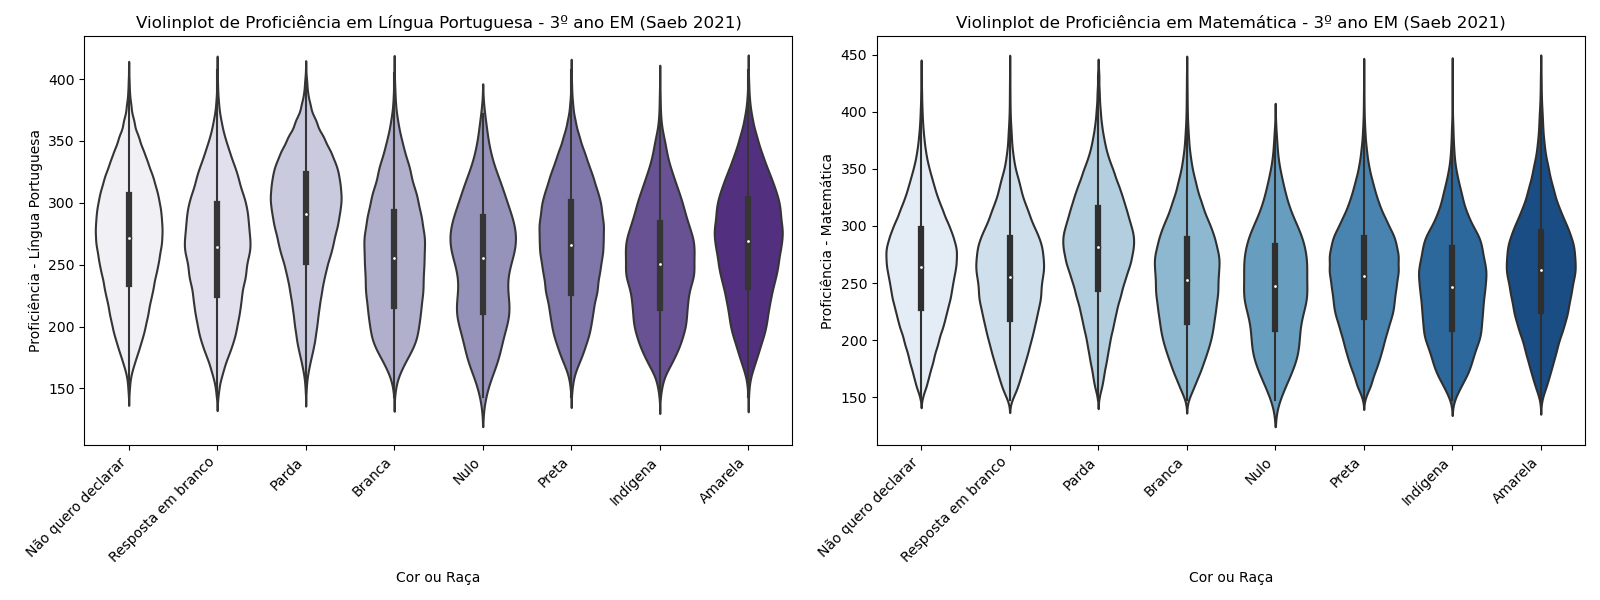 Violinplot de Proficiência em Língua Portuguesa - 3º ano EM (Saeb 2021)
Proficiência - Língua Portuguesa
400
350
300
250
200
150
Não quero declarar
Resposta em branco
Parda
Branca
Nulo
Preta
Indígena
Amarela
Cor ou Raça
Violinplot de Proficiência em Matemática - 3º ano EM (Saeb 2021)
Proficiência - Matemática
450
400
350
300
250
200
150
Não quero declarar
Resposta em branco
Parda
Branca
Nulo
Preta
Indígena
Amarela
Cor ou Raça